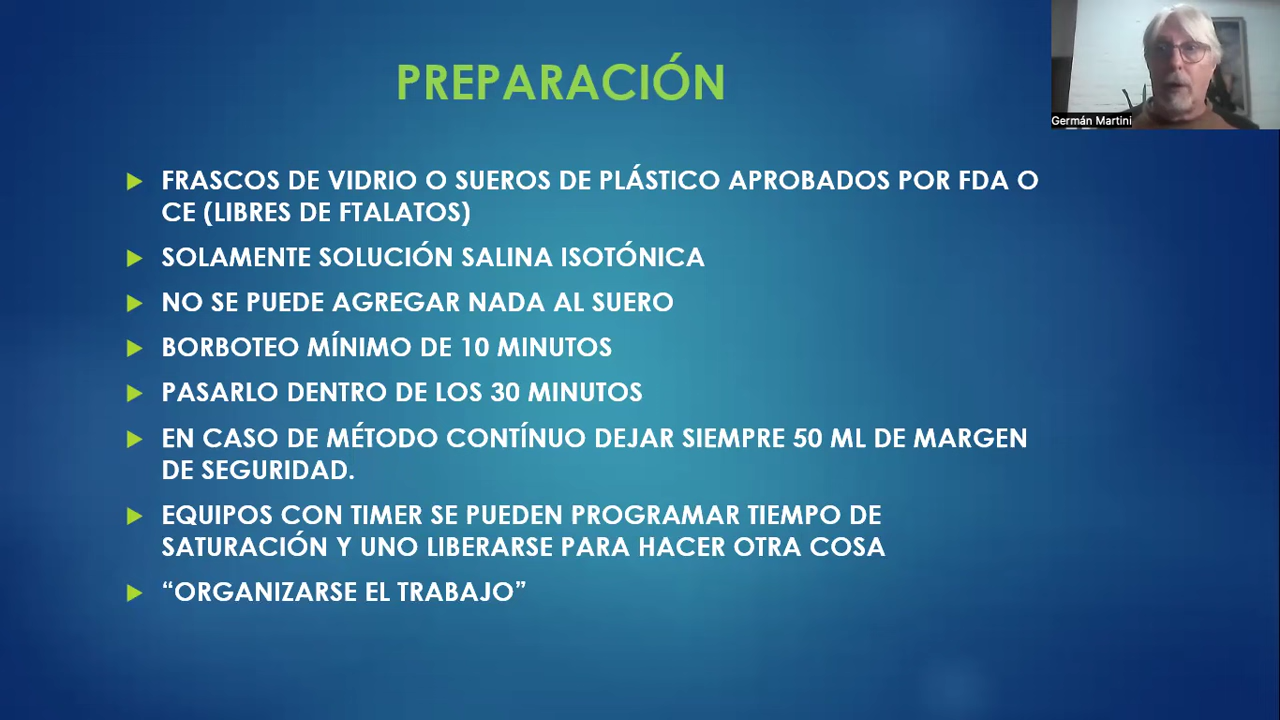 PREPARACIÓN
Germán Martini
FRASCOS DE VIDRIO O SUEROS DE PLÁSTICO APROBADOS POR FDA O
CE (LIBRES DE FTALATOS)
SOLAMENTE SOLUCIÓN SALINA ISOTÓNICA
NO SE PUEDE AGREGAR NADA AL SUERO
BORBOTEO MÍNIMO DE 10 MINUTOS
PASARLO DENTRO DE LOS 30 MINUTOS
EN CASO DE MÉTODO CONTÍNUO DEJAR SIEMPRE 50 ML DE MARGEN
DE SEGURIDAD.
EQUIPOS CON TIMER SE PUEDEN PROGRAMAR TIEMPO DE
SATURACIÓN Y UNO LIBERARSE PARA HACER OTRA COSA
“ORGANIZARSE EL TRABAJO”